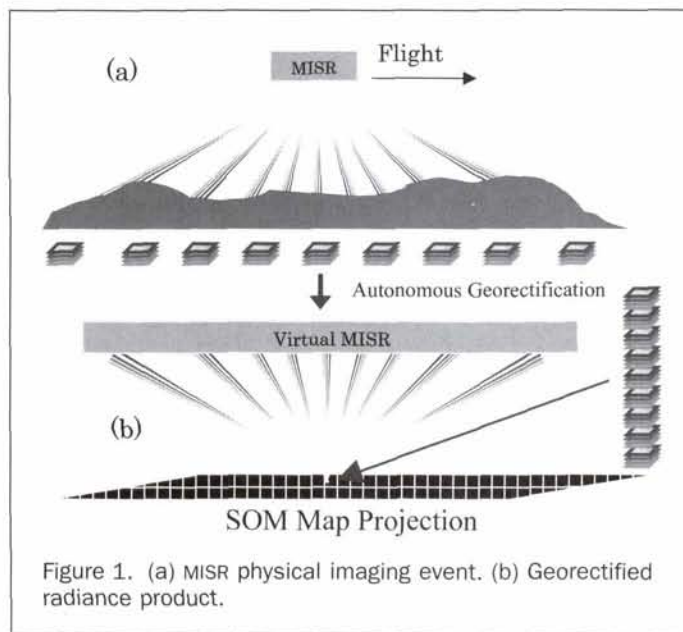 (a)
MISR
Flight
Autonomous Georectification
Virtual MISR
(b)
SOM Map Projection
Figure 1. (a) MISR physical imaging event. (b) Georectified
radiance product.